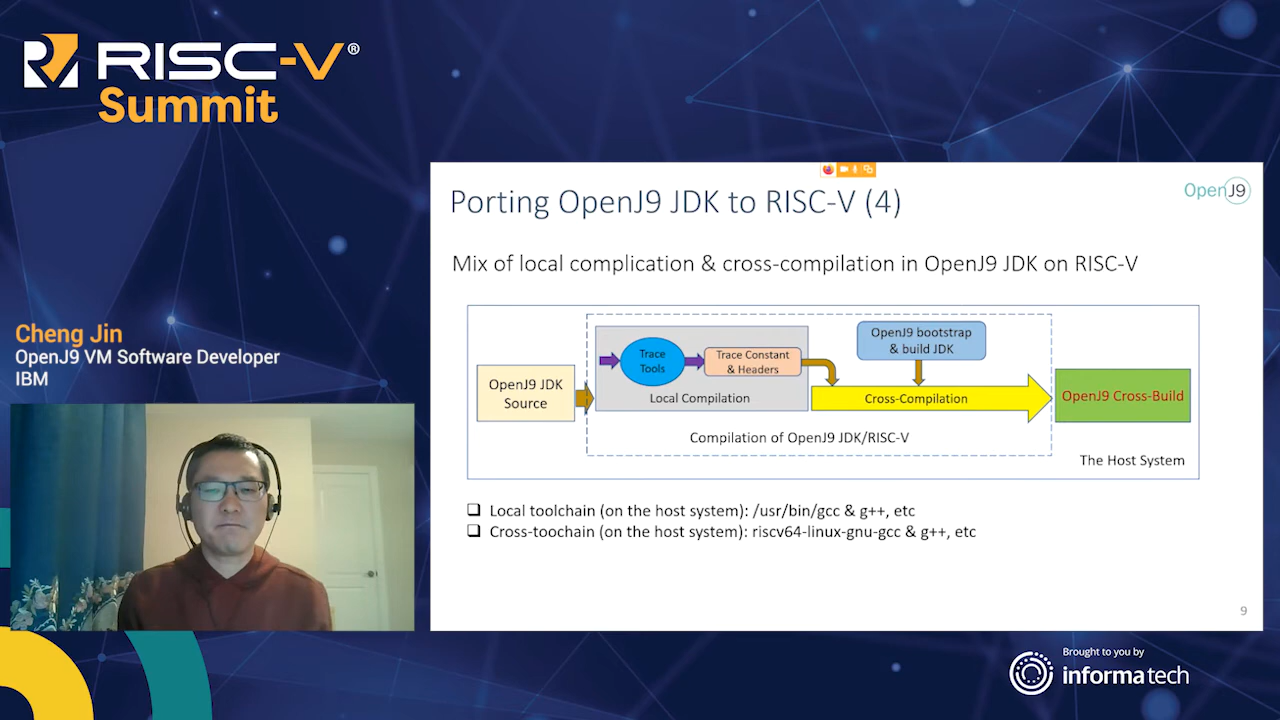 RISC-V®
Summit
Porting OpenJ9 JDK to RISC-V (4)
OpenJ9
Mix of local complication & cross-compilation in OpenJ9 JDK on RISC-V
OpenJ9 JDK
Source
Trace
Tools
Trace Constant
& Headers
Local Compilation
OpenJ9 bootstrap
& build JDK
Cross-Compilation
OpenJ9 Cross-Build
Compilation of OpenJ9 JDK/RISC-V
The Host System
Local toolchain (on the host system): /usr/bin/gcc & g++, etc
Cross-toochain (on the host system): riscv64-linux-gnu-gcc & g++, etc
9
Cheng Jin
OpenJ9 VM Software Developer
IBM
Brought to you by
informa tech